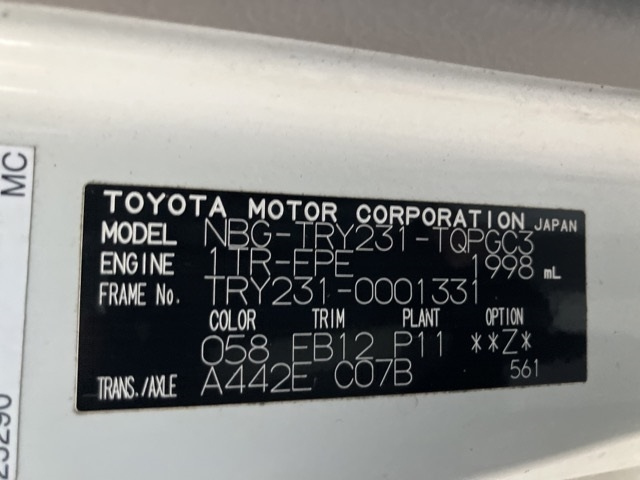 MC
TOYOTA MOTOR CORPORATION JAPAN
MODEL NBG-TRY231-TQPGC3
ENGINE 1TR-FPE 1998 mL
FRAME No. TRY231-0001331
COLOR TRIM PLANT OPTION
058 FB12 P11 **Z*
TRANS./AXLE A442E C07B 561